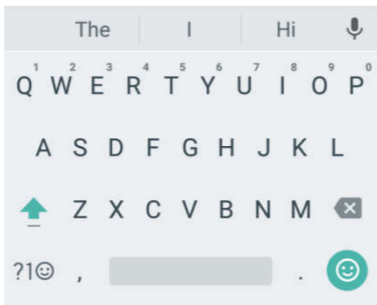 The I Hi
1 2 3 4 5 6 7 8 9 0
Q W E R T Y U I O P
A S D F G H J K L
Z X C V B N M
?1☺ , .